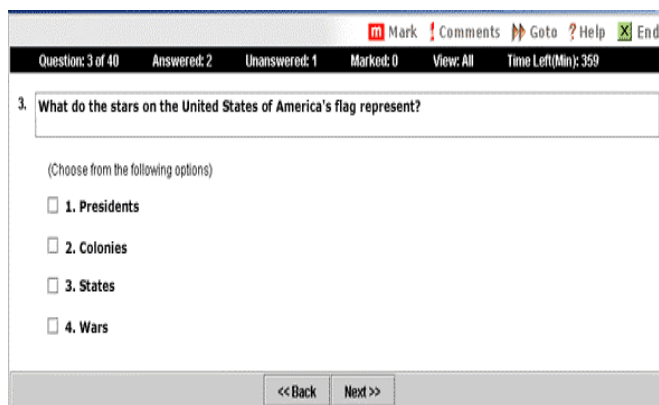 m Mark ! Comments Goto ? Help X End
Question: 3 of 40 Answered: 2 Unanswered: 1 Marked: 0 View: All Time Left(Min): 359
3. What do the stars on the United States of America's flag represent?
(Choose from the following options)
1. Presidents
2. Colonies
3. States
4. Wars
<< Back Next >>